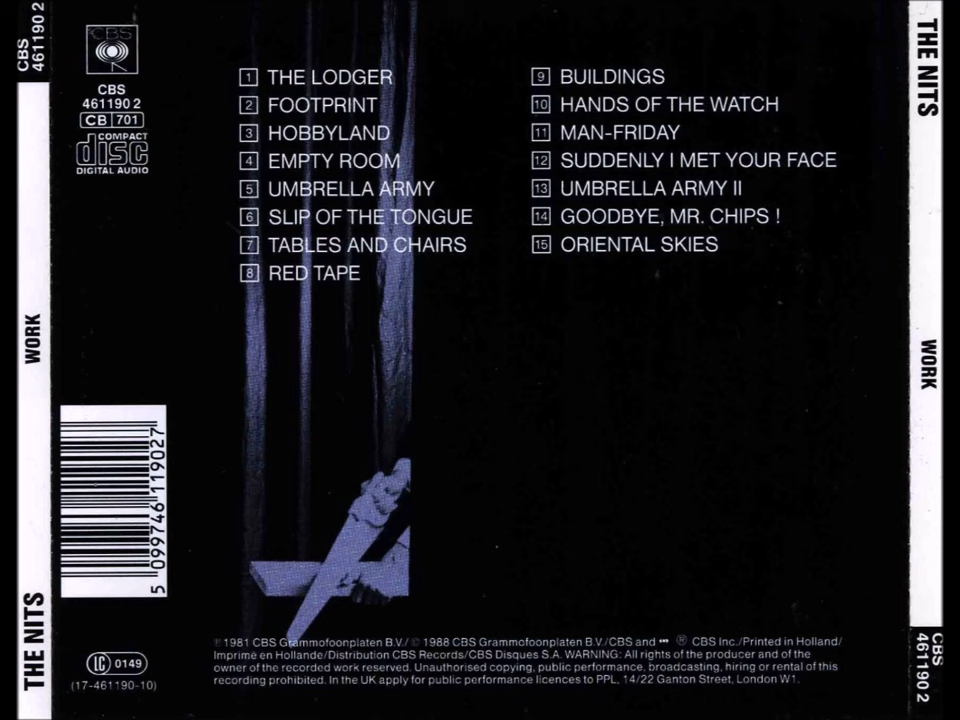 CBS
461190 2
THE NITS
WORK
CBS
CBS
461190 2
CB 701
COMPACT
disc
DIGITAL AUDIO
1 THE LODGER
2 FOOTPRINT
3 HOBBYLAND
4 EMPTY ROOM
5 UMBRELLA ARMY
6 SLIP OF THE TONGUE
7 TABLES AND CHAIRS
8 RED TAPE
9 BUILDINGS
10 HANDS OF THE WATCH
11 MAN-FRIDAY
12 SUDDENLY I MET YOUR FACE
13 UMBRELLA ARMY II
14 GOODBYE, MR. CHIPS !
15 ORIENTAL SKIES
5 099746 119027
LC 0149
(17-461190-10)
℗ 1981 CBS Grammofoonplaten B.V./ © 1988 CBS Grammofoonplaten B.V./CBS and ••• ® CBS Inc./Printed in Holland/
Imprimé en Hollande/Distribution CBS Records/CBS Disques S.A. WARNING: All rights of the producer and of the
owner of the recorded work reserved. Unauthorised copying, public performance, broadcasting, hiring or rental of this
recording prohibited. In the UK apply for public performance licences to PPL, 14/22 Ganton Street, London W1.
THE NITS
WORK
CBS
461190 2